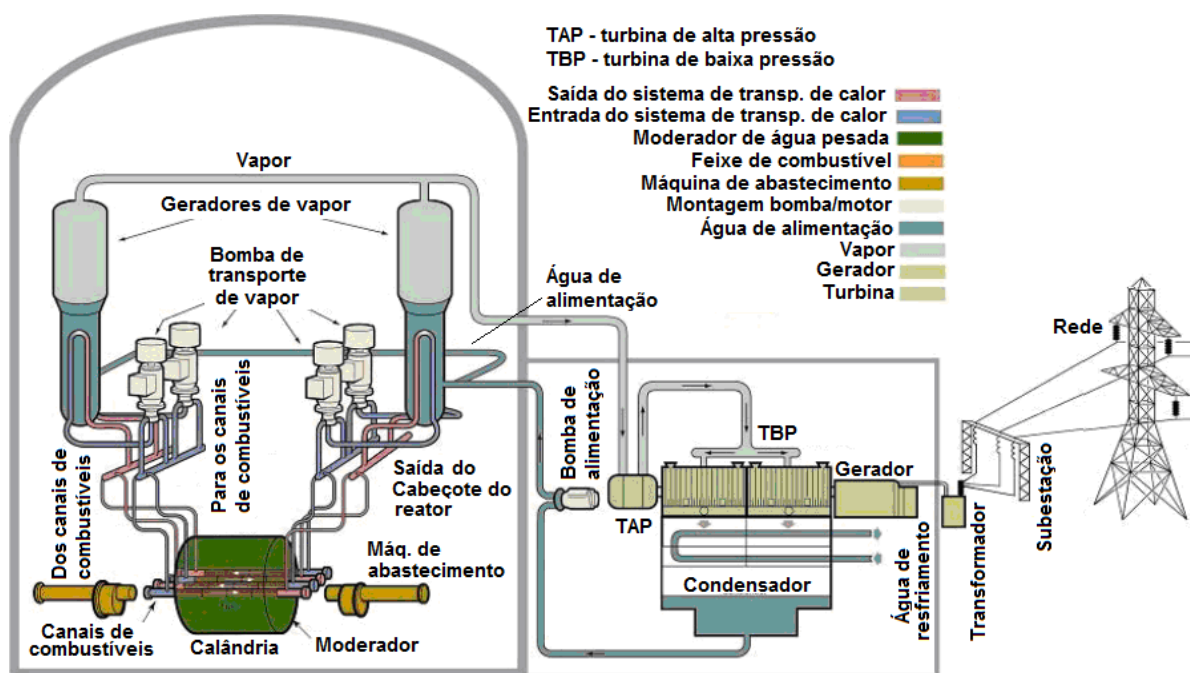 TAP - turbina de alta pressão
TBP - turbina de baixa pressão
Saída do sistema de transp. de calor
Entrada do sistema de transp. de calor
Moderador de água pesada
Feixe de combustível
Máquina de abastecimento
Montagem bomba/motor
Água de alimentação
Vapor
Gerador
Turbina
Vapor
Geradores de vapor
Bomba de
transporte
de vapor
Água de
alimentação
Rede
Para os canais
de combustíveis
Bomba de
alimentação
TBP
Gerador
Dos canais de
combustíveis
Saída do
Cabeçote do
reator
TAP
Subestação
Máq. de
abastecimento
Condensador
Água de
resfriamento
Transformador
Canais de
combustíveis
Calândria
Moderador